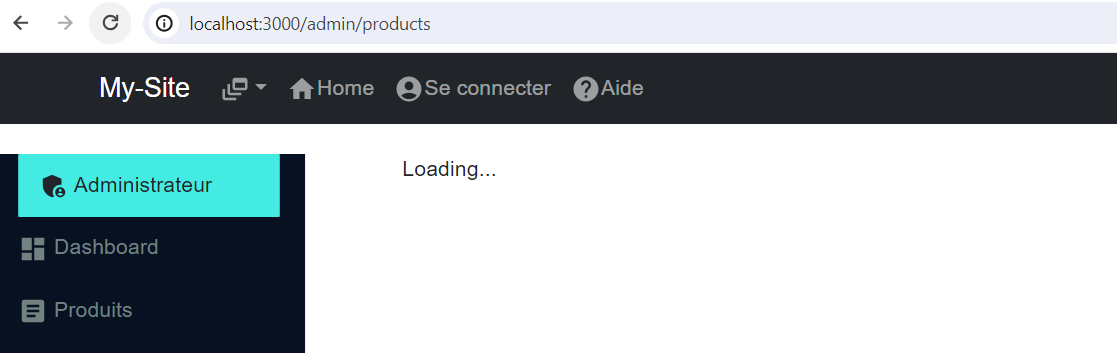 localhost:3000/admin/products
My-Site Home Se connecter Aide
Administrateur
Loading...
Dashboard
Produits